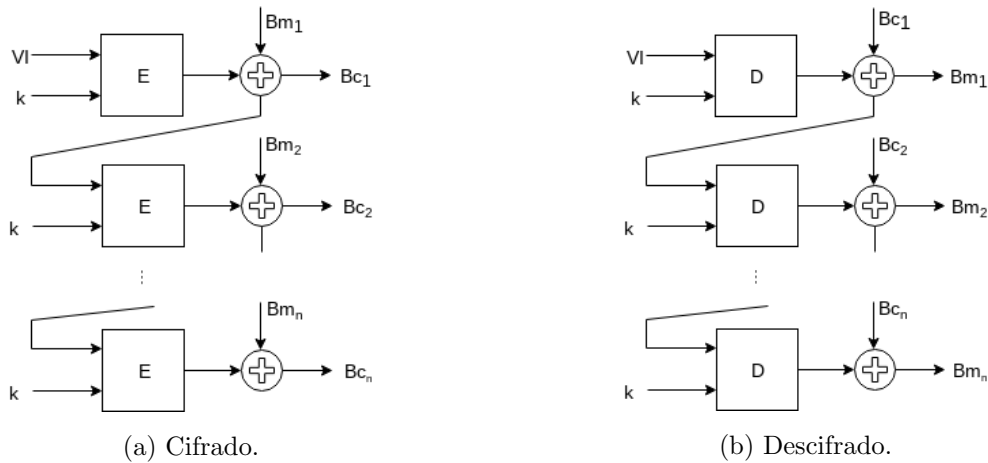 Bm1
VI
E
Bc1
k
Bm2
E
Bc2
k
⋮
Bmn
E
Bcn
k
(a) Cifrado.
Bc1
VI
D
Bm1
k
Bc2
D
Bm2
k
⋮
Bcn
D
Bmn
k
(b) Descifrado.